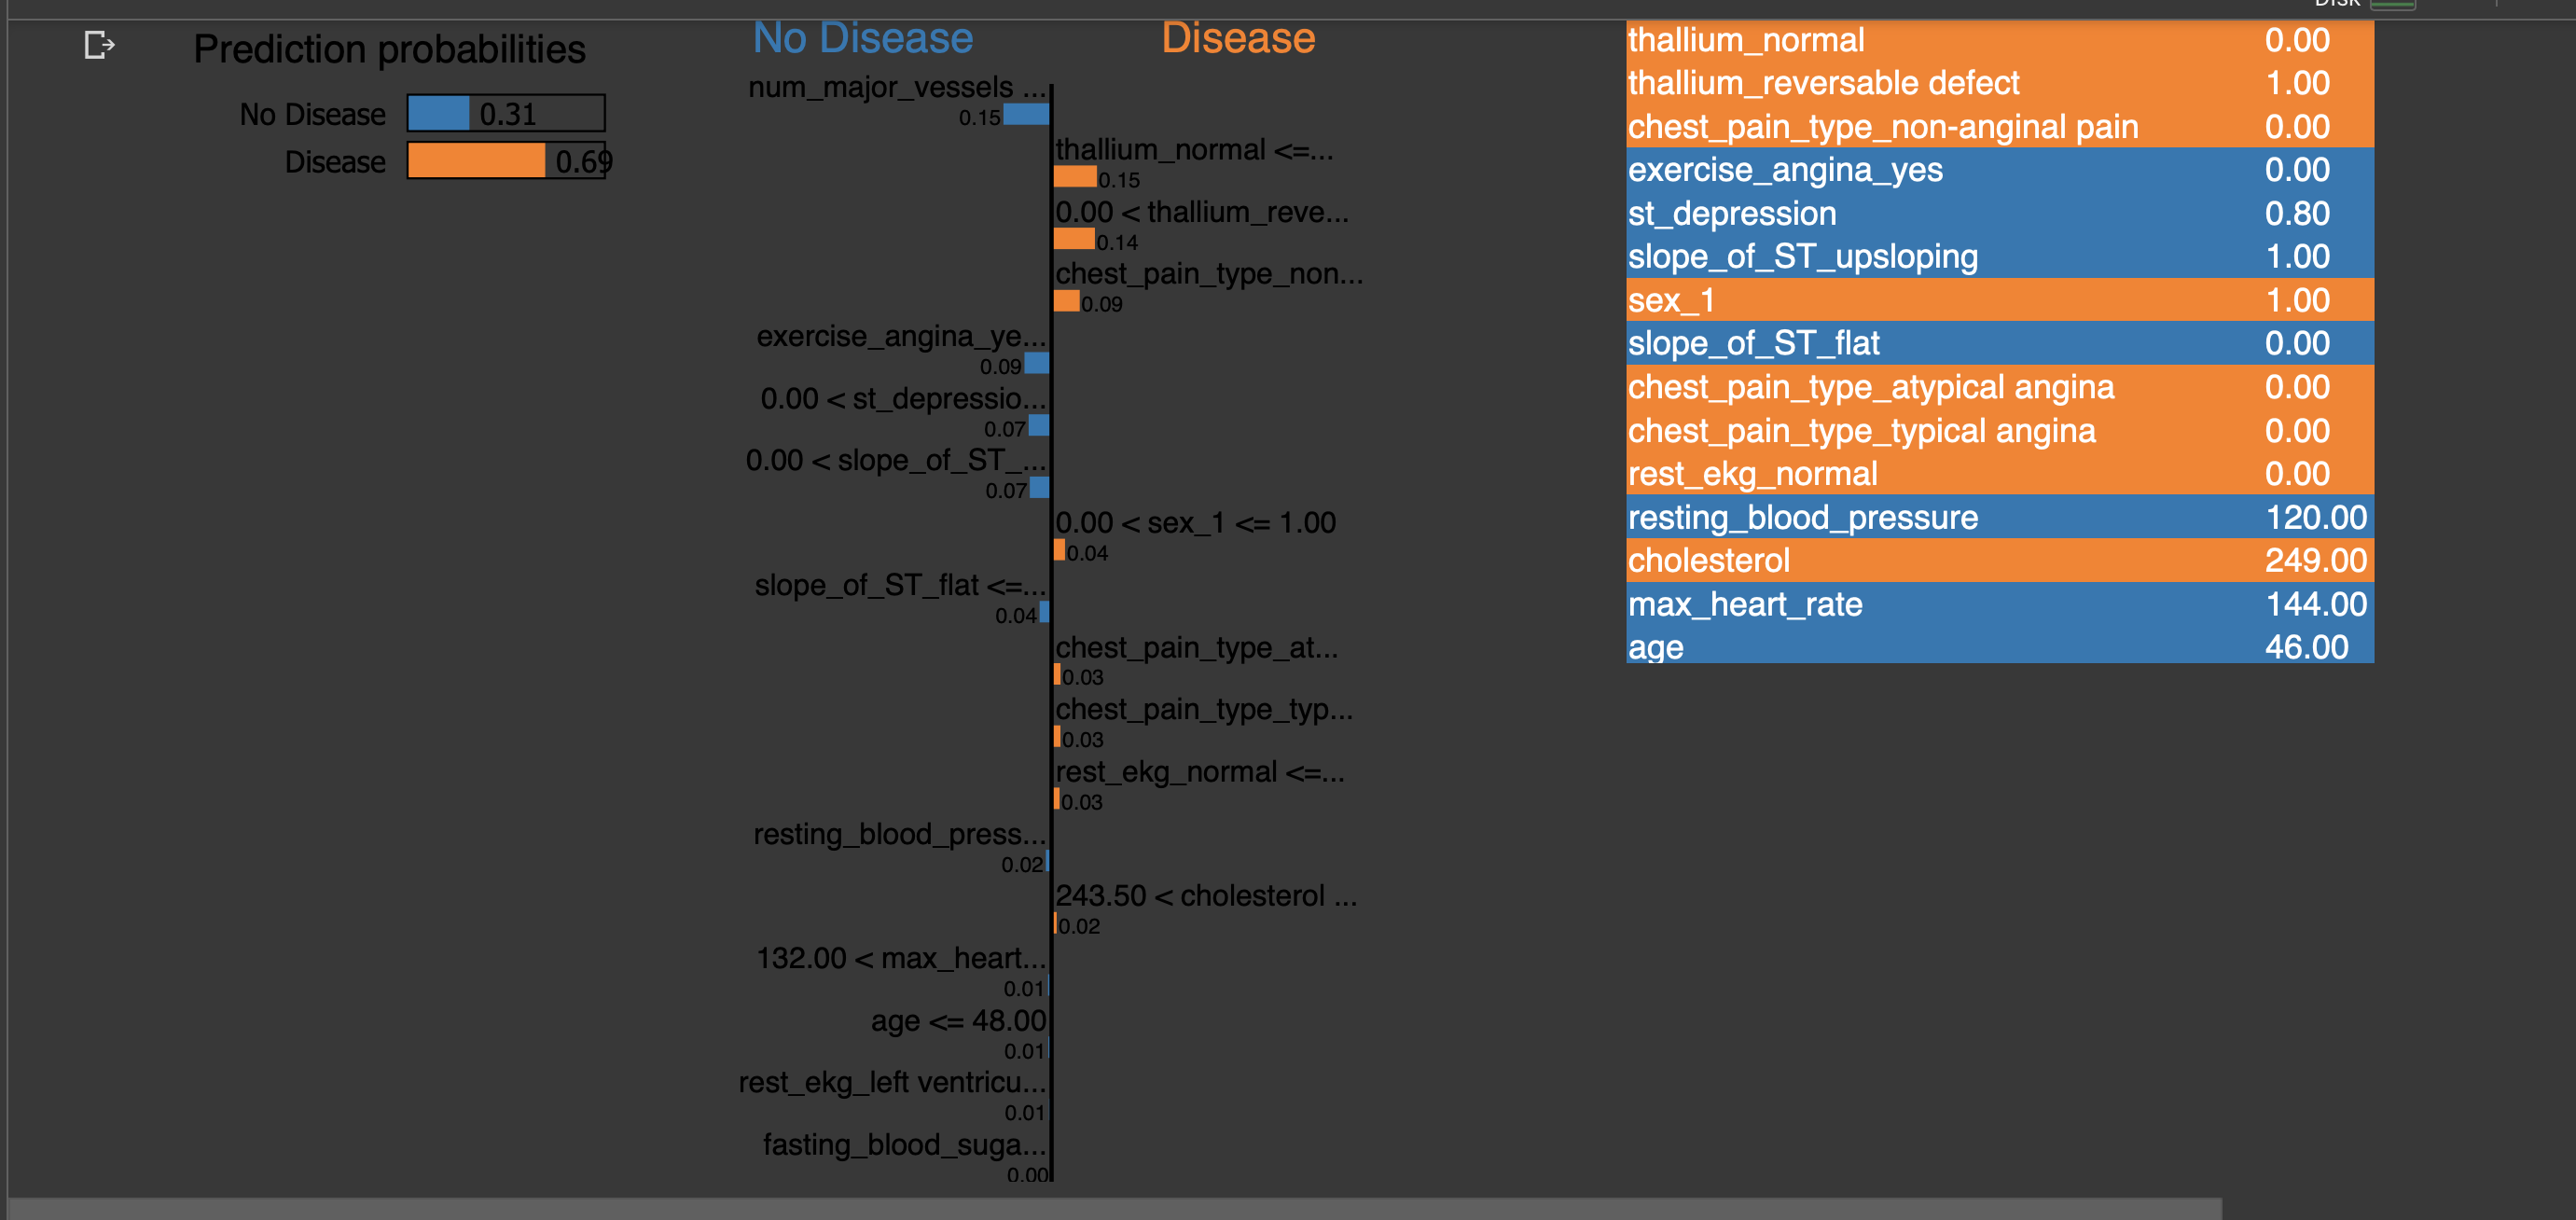 Disk
Prediction probabilities
No Disease 0.31
Disease 0.69
No Disease Disease
num_major_vessels ...
0.15
thallium_normal <=...
0.15
0.00 < thallium_reve...
0.14
chest_pain_type_non...
0.09
exercise_angina_ye...
0.09
0.00 < st_depressio...
0.07
0.00 < slope_of_ST_...
0.07
0.00 < sex_1 <= 1.00
0.04
slope_of_ST_flat <=...
0.04
chest_pain_type_at...
0.03
chest_pain_type_typ...
0.03
rest_ekg_normal <=...
0.03
resting_blood_press...
0.02
243.50 < cholesterol ...
0.02
132.00 < max_heart...
0.01
age <= 48.00
0.01
rest_ekg_left ventricu...
0.01
fasting_blood_suga...
0.00
thallium_normal 0.00
thallium_reversable defect 1.00
chest_pain_type_non-anginal pain 0.00
exercise_angina_yes 0.00
st_depression 0.80
slope_of_ST_upsloping 1.00
sex_1 1.00
slope_of_ST_flat 0.00
chest_pain_type_atypical angina 0.00
chest_pain_type_typical angina 0.00
rest_ekg_normal 0.00
resting_blood_pressure 120.00
cholesterol 249.00
max_heart_rate 144.00
age 46.00